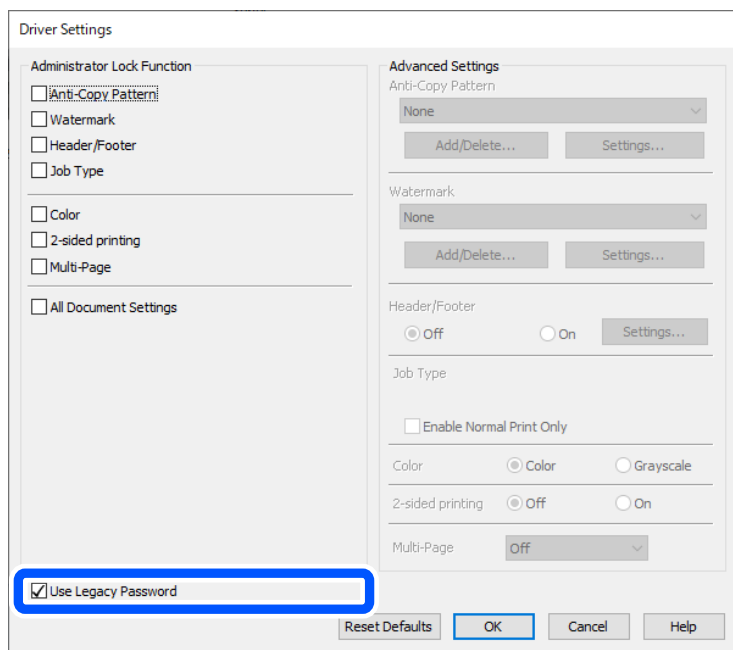 Driver Settings
Administrator Lock Function
Anti-Copy Pattern
Watermark
Header/Footer
Job Type
Color
2-sided printing
Multi-Page
All Document Settings
Use Legacy Password
Advanced Settings
Anti-Copy Pattern
None
Add/Delete... Settings...
Watermark
None
Add/Delete... Settings...
Header/Footer
Off On Settings...
Job Type
Enable Normal Print Only
Color Color Grayscale
2-sided printing Off On
Multi-Page Off
Reset Defaults OK Cancel Help